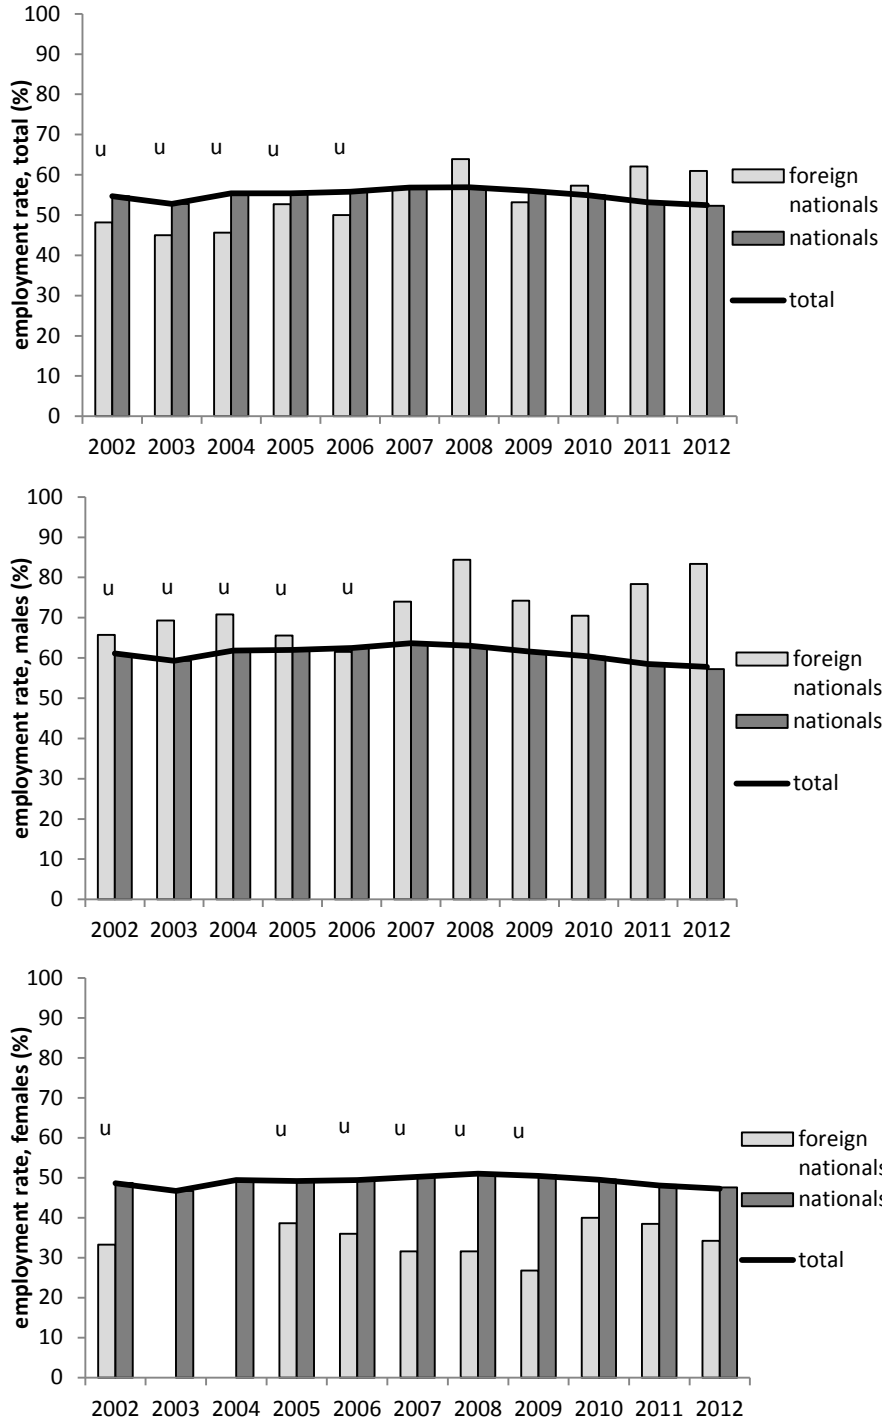 employment rate, total (%)
100
90
80
70
60
50
40
30
20
10
0
u u u u u
2002 2003 2004 2005 2006 2007 2008 2009 2010 2011 2012
foreign
nationals
nationals
total
employment rate, males (%)
100
90
80
70
60
50
40
30
20
10
0
u u u u u
2002 2003 2004 2005 2006 2007 2008 2009 2010 2011 2012
foreign
nationals
nationals
total
employment rate, females (%)
100
90
80
70
60
50
40
30
20
10
0
u u u u u u
2002 2003 2004 2005 2006 2007 2008 2009 2010 2011 2012
foreign
nationals
nationals
total